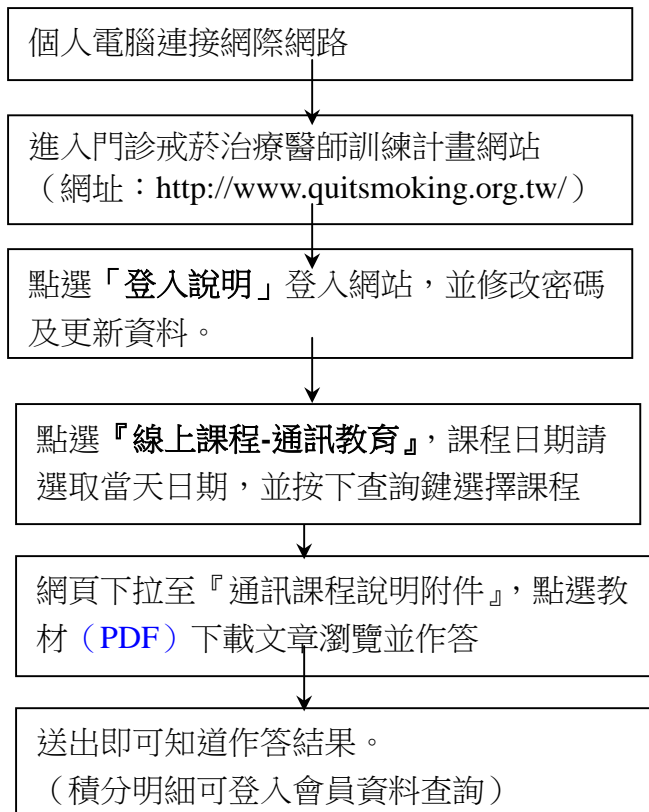 個人電腦連接網際網路
進入門診戒菸治療醫師訓練計畫網站
（網址：http://www.quitsmoking.org.tw/）
點選「登入說明」登入網站，並修改密碼
及更新資料。
點選『線上課程-通訊教育』，課程日期請
選取當天日期，並按下查詢鍵選擇課程
網頁下拉至『通訊課程說明附件』，點選教
材（PDF）下載文章瀏覽並作答
送出即可知道作答結果。
（積分明細可登入會員資料查詢）